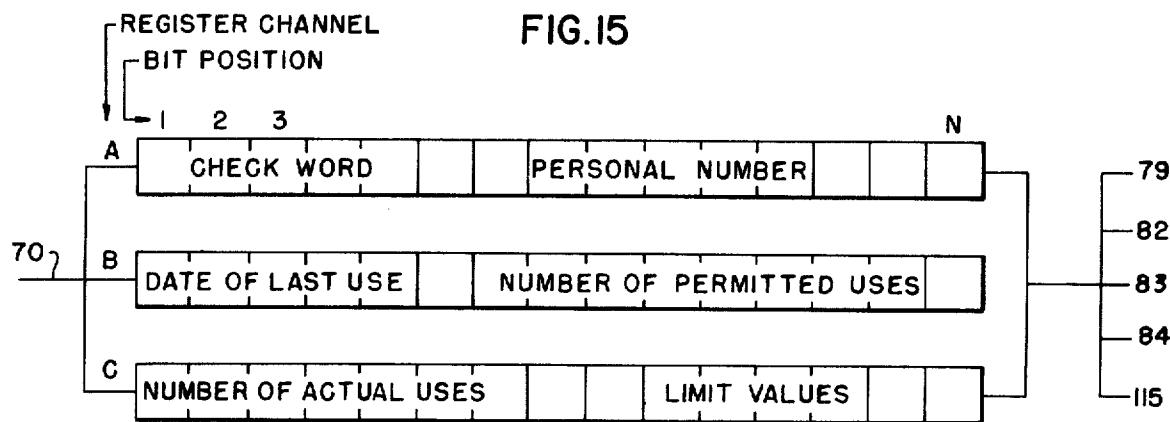 REGISTER CHANNEL
FIG.15
BIT POSITION
1 2 3 N
A CHECK WORD PERSONAL NUMBER
79
82
70 B DATE OF LAST USE NUMBER OF PERMITTED USES
83
84
C NUMBER OF ACTUAL USES LIMIT VALUES
115